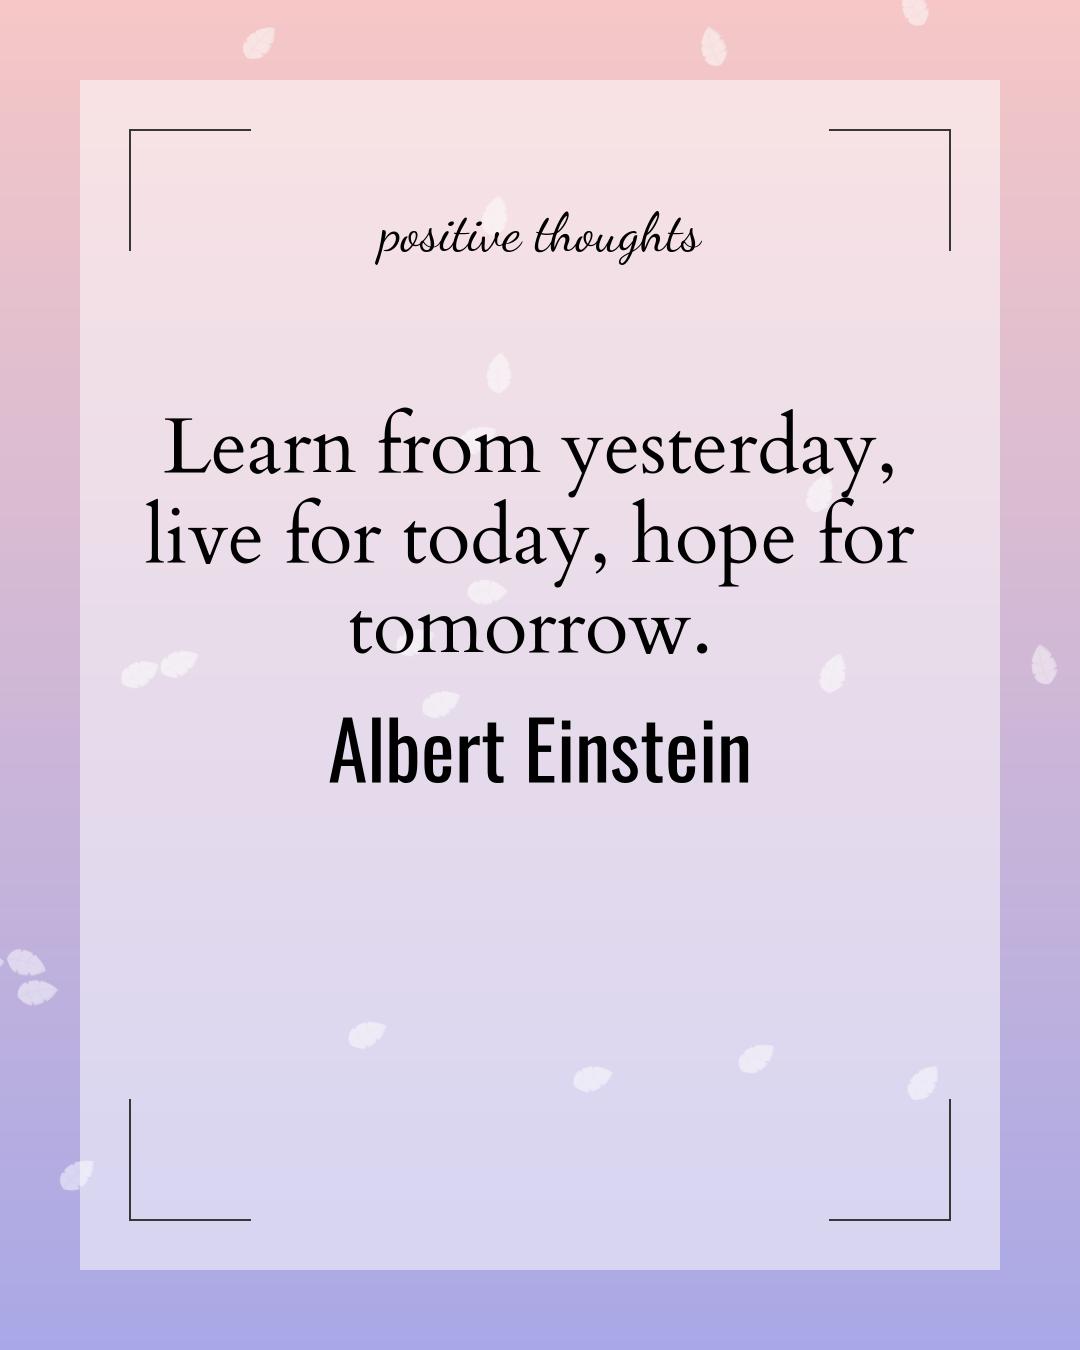 positive thoughts
Learn from yesterday,
live for today, hope for
tomorrow.
Albert Einstein